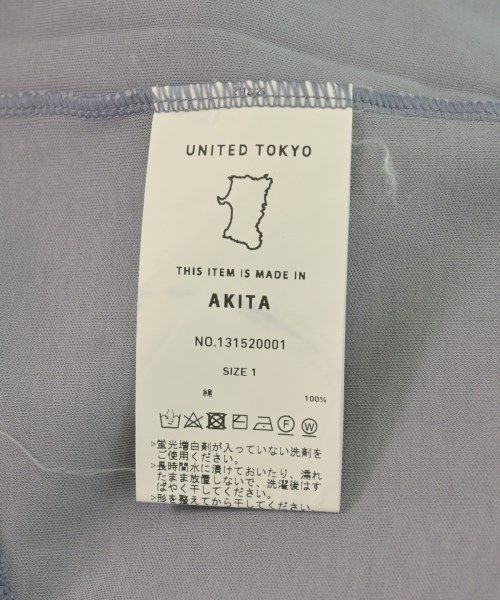 UNITED TOKYO
THIS ITEM IS MADE IN
AKITA
NO.131520001
SIZE 1
綿 100%
F W
>蛍光増白剤が入っていない洗剤を
ご使用ください。
>長時間水に漬けておいたり、濡れ
たまま放置しないで、洗濯後はす
ばやく干してください。
>形を整えてから干してください。